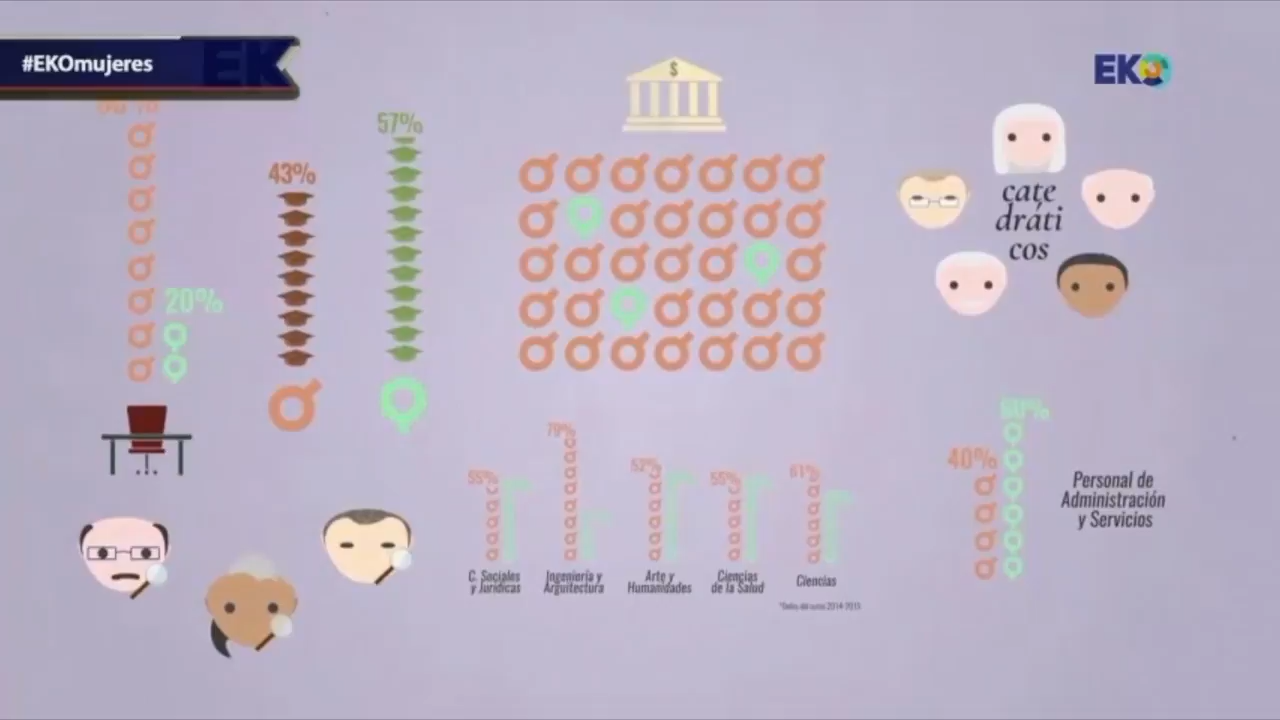 #EKOmujeres
EKO
$
57%
43%
20%
cate
dráti
cos
79%
55%
52%
55%
61%
40%
60%
Personal de
Administración
y Servicios
C. Sociales
y Jurídicas
Ingeniería y
Arquitectura
Arte y
Humanidades
Ciencias
de la Salud
Ciencias